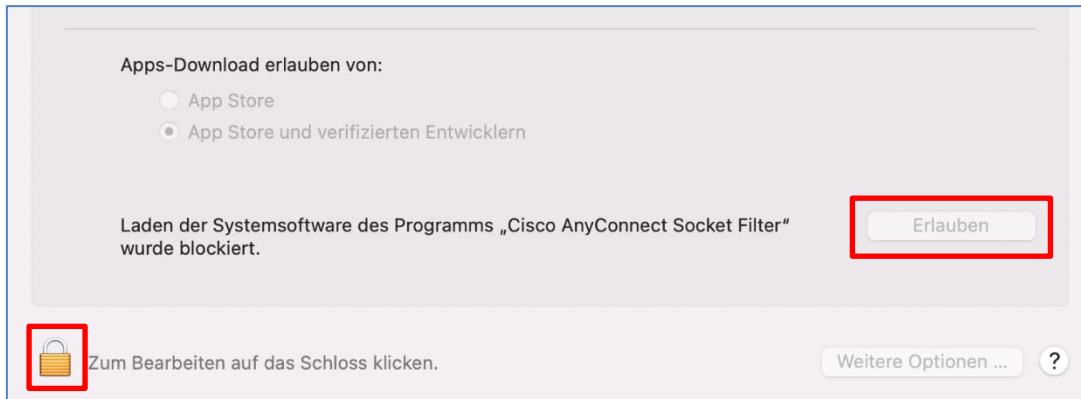 Apps-Download erlauben von:
App Store
App Store und verifizierten Entwicklern
Laden der Systemsoftware des Programms „Cisco AnyConnect Socket Filter“
wurde blockiert.
Erlauben
Zum Bearbeiten auf das Schloss klicken.
Weitere Optionen ...
?